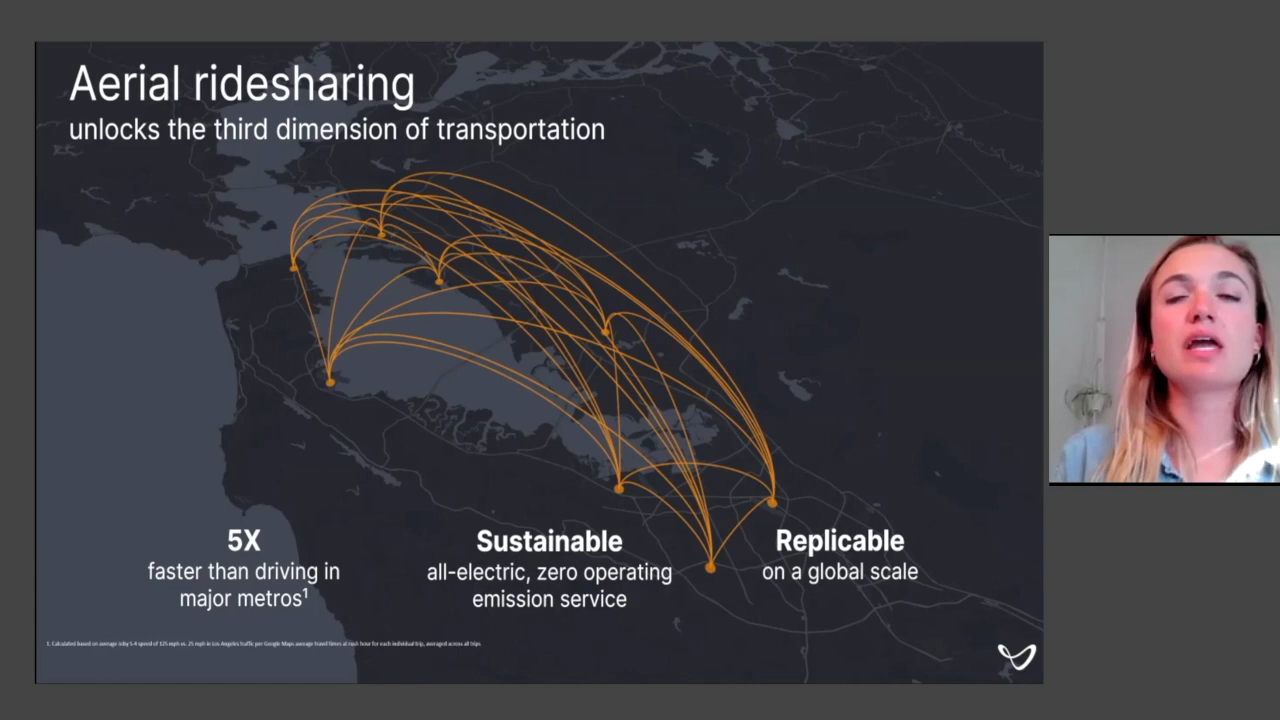 Aerial ridesharing
unlocks the third dimension of transportation
5X
faster than driving in
major metros¹
Sustainable
all-electric, zero operating
emission service
Replicable
on a global scale
1. Calculated based on average Joby S-4 speed of 125 mph vs. 25 mph in Los Angeles traffic per Google Maps average travel times at rush hour for each individual trip, averaged across all trips